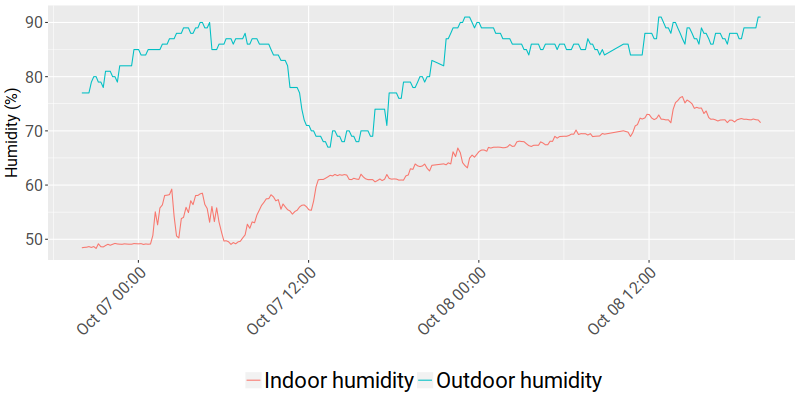 Humidity (%)
90
80
70
60
50
Oct 07 00:00
Oct 07 12:00
Oct 08 00:00
Oct 08 12:00
Indoor humidity Outdoor humidity